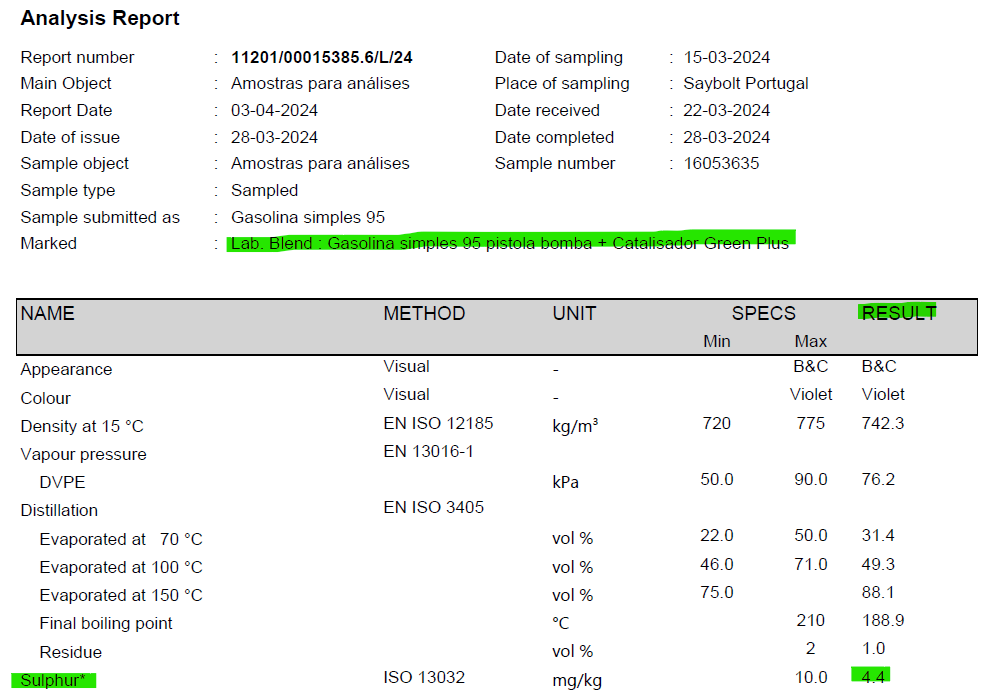 Analysis Report
Report number : 11201/00015385.6/L/24 Date of sampling : 15-03-2024
Main Object : Amostras para análises Place of sampling : Saybolt Portugal
Report Date : 03-04-2024 Date received : 22-03-2024
Date of issue : 28-03-2024 Date completed : 28-03-2024
Sample object : Amostras para análises Sample number : 16053635
Sample type : Sampled
Sample submitted as : Gasolina simples 95
Marked : Lab. Blend : Gasolina simples 95 pistola bomba + Catalisador Green Plus
NAME METHOD UNIT SPECS RESULT
Min Max
Appearance Visual - B&C B&C
Colour Visual - Violet Violet
Density at 15 °C EN ISO 12185 kg/m³ 720 775 742.3
Vapour pressure EN 13016-1
DVPE kPa 50.0 90.0 76.2
Distillation EN ISO 3405
Evaporated at 70 °C vol % 22.0 50.0 31.4
Evaporated at 100 °C vol % 46.0 71.0 49.3
Evaporated at 150 °C vol % 75.0 88.1
Final boiling point °C 210 188.9
Residue vol % 2 1.0
Sulphur* ISO 13032 mg/kg 10.0 4.4